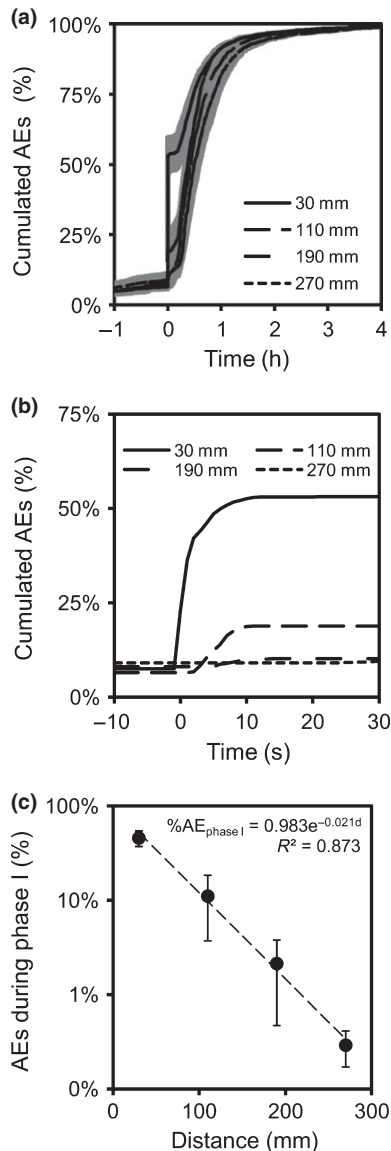 (a)
100%
75%
50%
25%
0%
Cumulated AEs (%)
30 mm
110 mm
190 mm
270 mm
–1 0 1 2 3 4
Time (h)
(b)
75%
50%
25%
0%
Cumulated AEs (%)
30 mm 110 mm
190 mm 270 mm
–10 0 10 20 30
Time (s)
(c)
100%
10%
1%
0%
AEs during phase I (%)
%AEphase I = 0.983e–0.021d
R² = 0.873
0 100 200 300
Distance (mm)